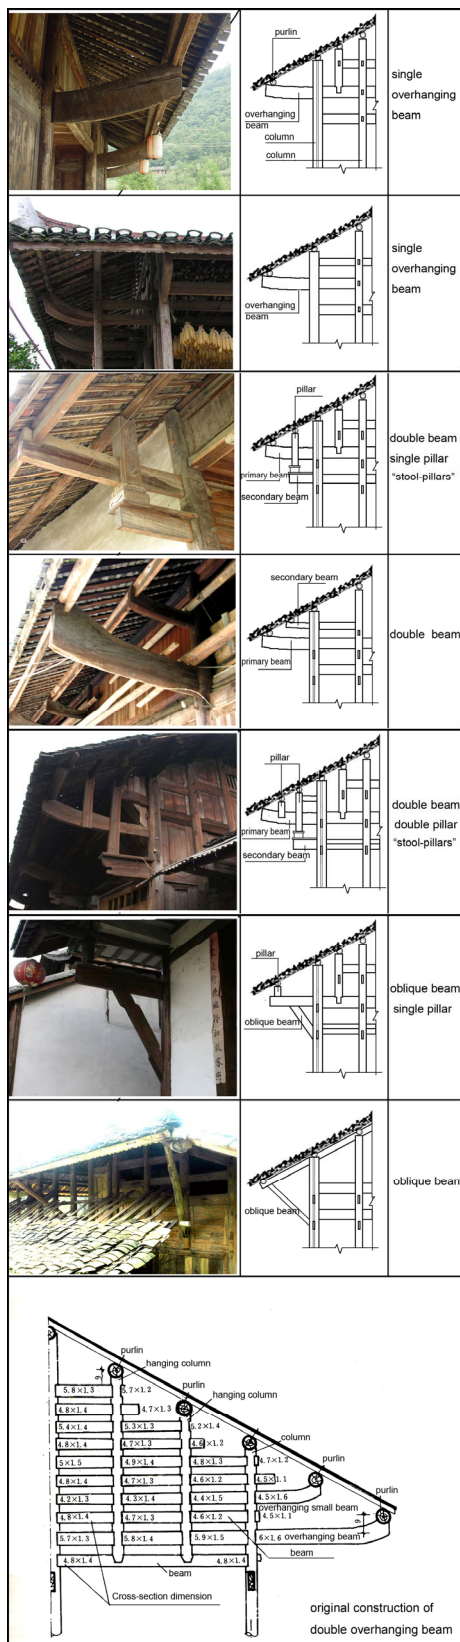 purlin
overhanging
beam
column
column
single
overhanging
beam
overhanging
beam
single
overhanging
beam
pillar
primary beam
secondary beam
double beam
single pillar
“stool-pillars”
secondary beam
primary beam
double beam
pillar
primary beam
secondary beam
double beam
double pillar
“stool-pillars”
pillar
oblique beam
oblique beam
single pillar
oblique beam
oblique beam
purlin
9
hanging column
5.8×1.3
5.7×1.2
purlin
4.8×1.4
4.7×1.3
hanging column
5.4×1.4
5.3×1.3
5.2×1.4
4.8×1.4
4.7×1.3
4.6×1.2
column
5×1.5
4.9×1.4
4.8×1.3
4.7×1.2
purlin
4.8×1.4
4.7×1.3
4.6×1.2
4.5×1.1
4.2×1.3
4.3×1.4
4.4×1.5
4.5×1.6
overhanging small beam
purlin
4.8×1.4
4.7×1.3
4.6×1.2
4.5×1.1
9
5.7×1.3
5.8×1.4
5.9×1.5
6×1.6
overhanging beam
beam
4.8×1.4
beam
4.8×1.4
Cross-section dimension
original construction of
double overhanging beam